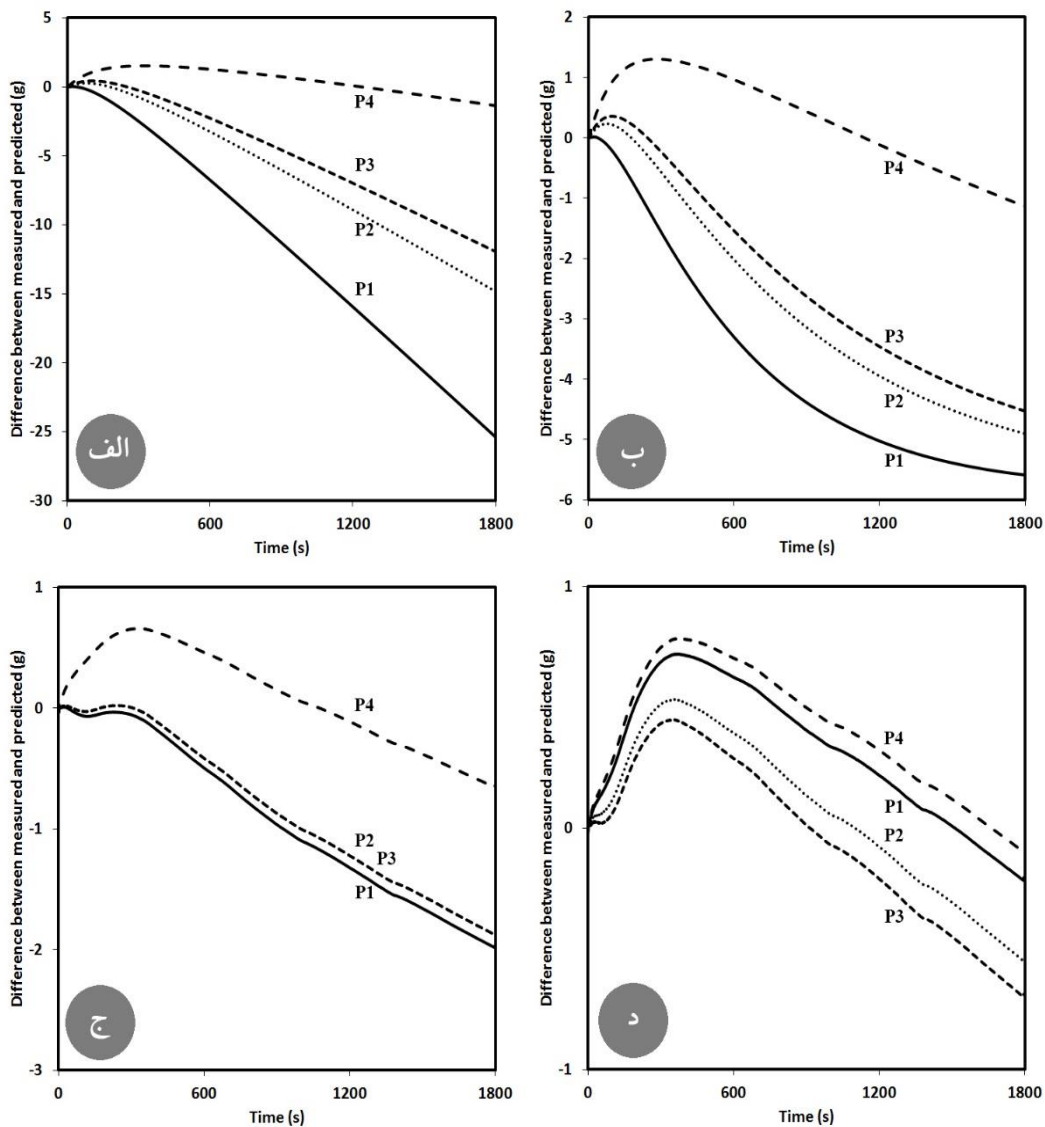 Difference between measured and predicted (g)
5
0
-5
-10
-15
-20
-25
-30
P4
P3
P2
P1
الف
0
600
1200
1800
Time (s)
Difference between measured and predicted (g)
2
1
0
-1
-2
-3
-4
-5
-6
P4
P3
P2
P1
ب
0
600
1200
1800
Time (s)
Difference between measured and predicted (g)
1
0
-1
-2
-3
P4
P2
P3
P1
ج
0
600
1200
1800
Time (s)
Difference between measured and predicted (g)
1
0
-1
P4
P1
P2
P3
د
0
600
1200
1800
Time (s)